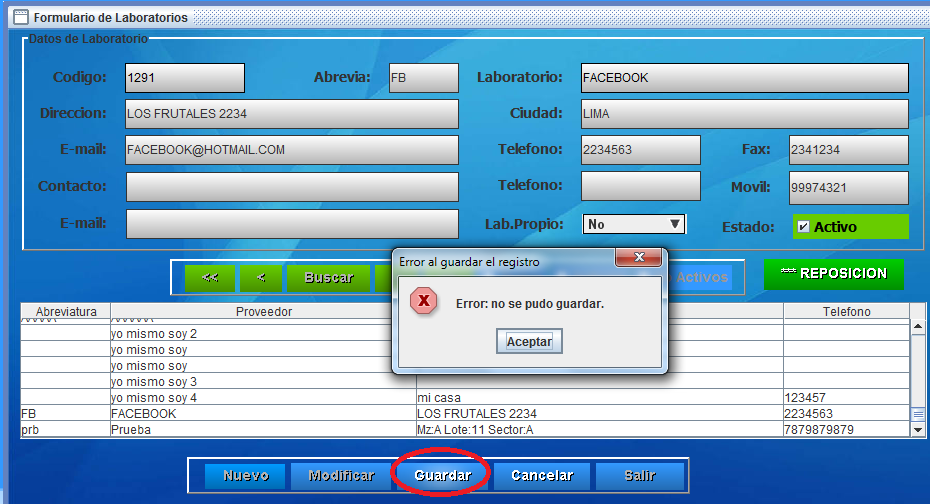 Formulario de Laboratorios
Datos de Laboratorio
Codigo: 1291 Abrevia: FB Laboratorio: FACEBOOK
Direccion: LOS FRUTALES 2234 Ciudad: LIMA
E-mail: FACEBOOK@HOTMAIL.COM Telefono: 2234563 Fax: 2341234
Contacto: Telefono: Movil: 99974321
E-mail: Lab.Propio: No Estado: Activo
Error al guardar el registro
Error: no se pudo guardar.
Aceptar
<< < Buscar Activos *** REPOSICION
Abreviatura Proveedor Telefono
yo mismo soy 2
yo mismo soy
yo mismo soy
yo mismo soy 3
yo mismo soy 4 mi casa 123457
FB FACEBOOK LOS FRUTALES 2234 2234563
prb Prueba Mz:A Lote:11 Sector:A 7879879879
Nuevo Modificar Guardar Cancelar Salir